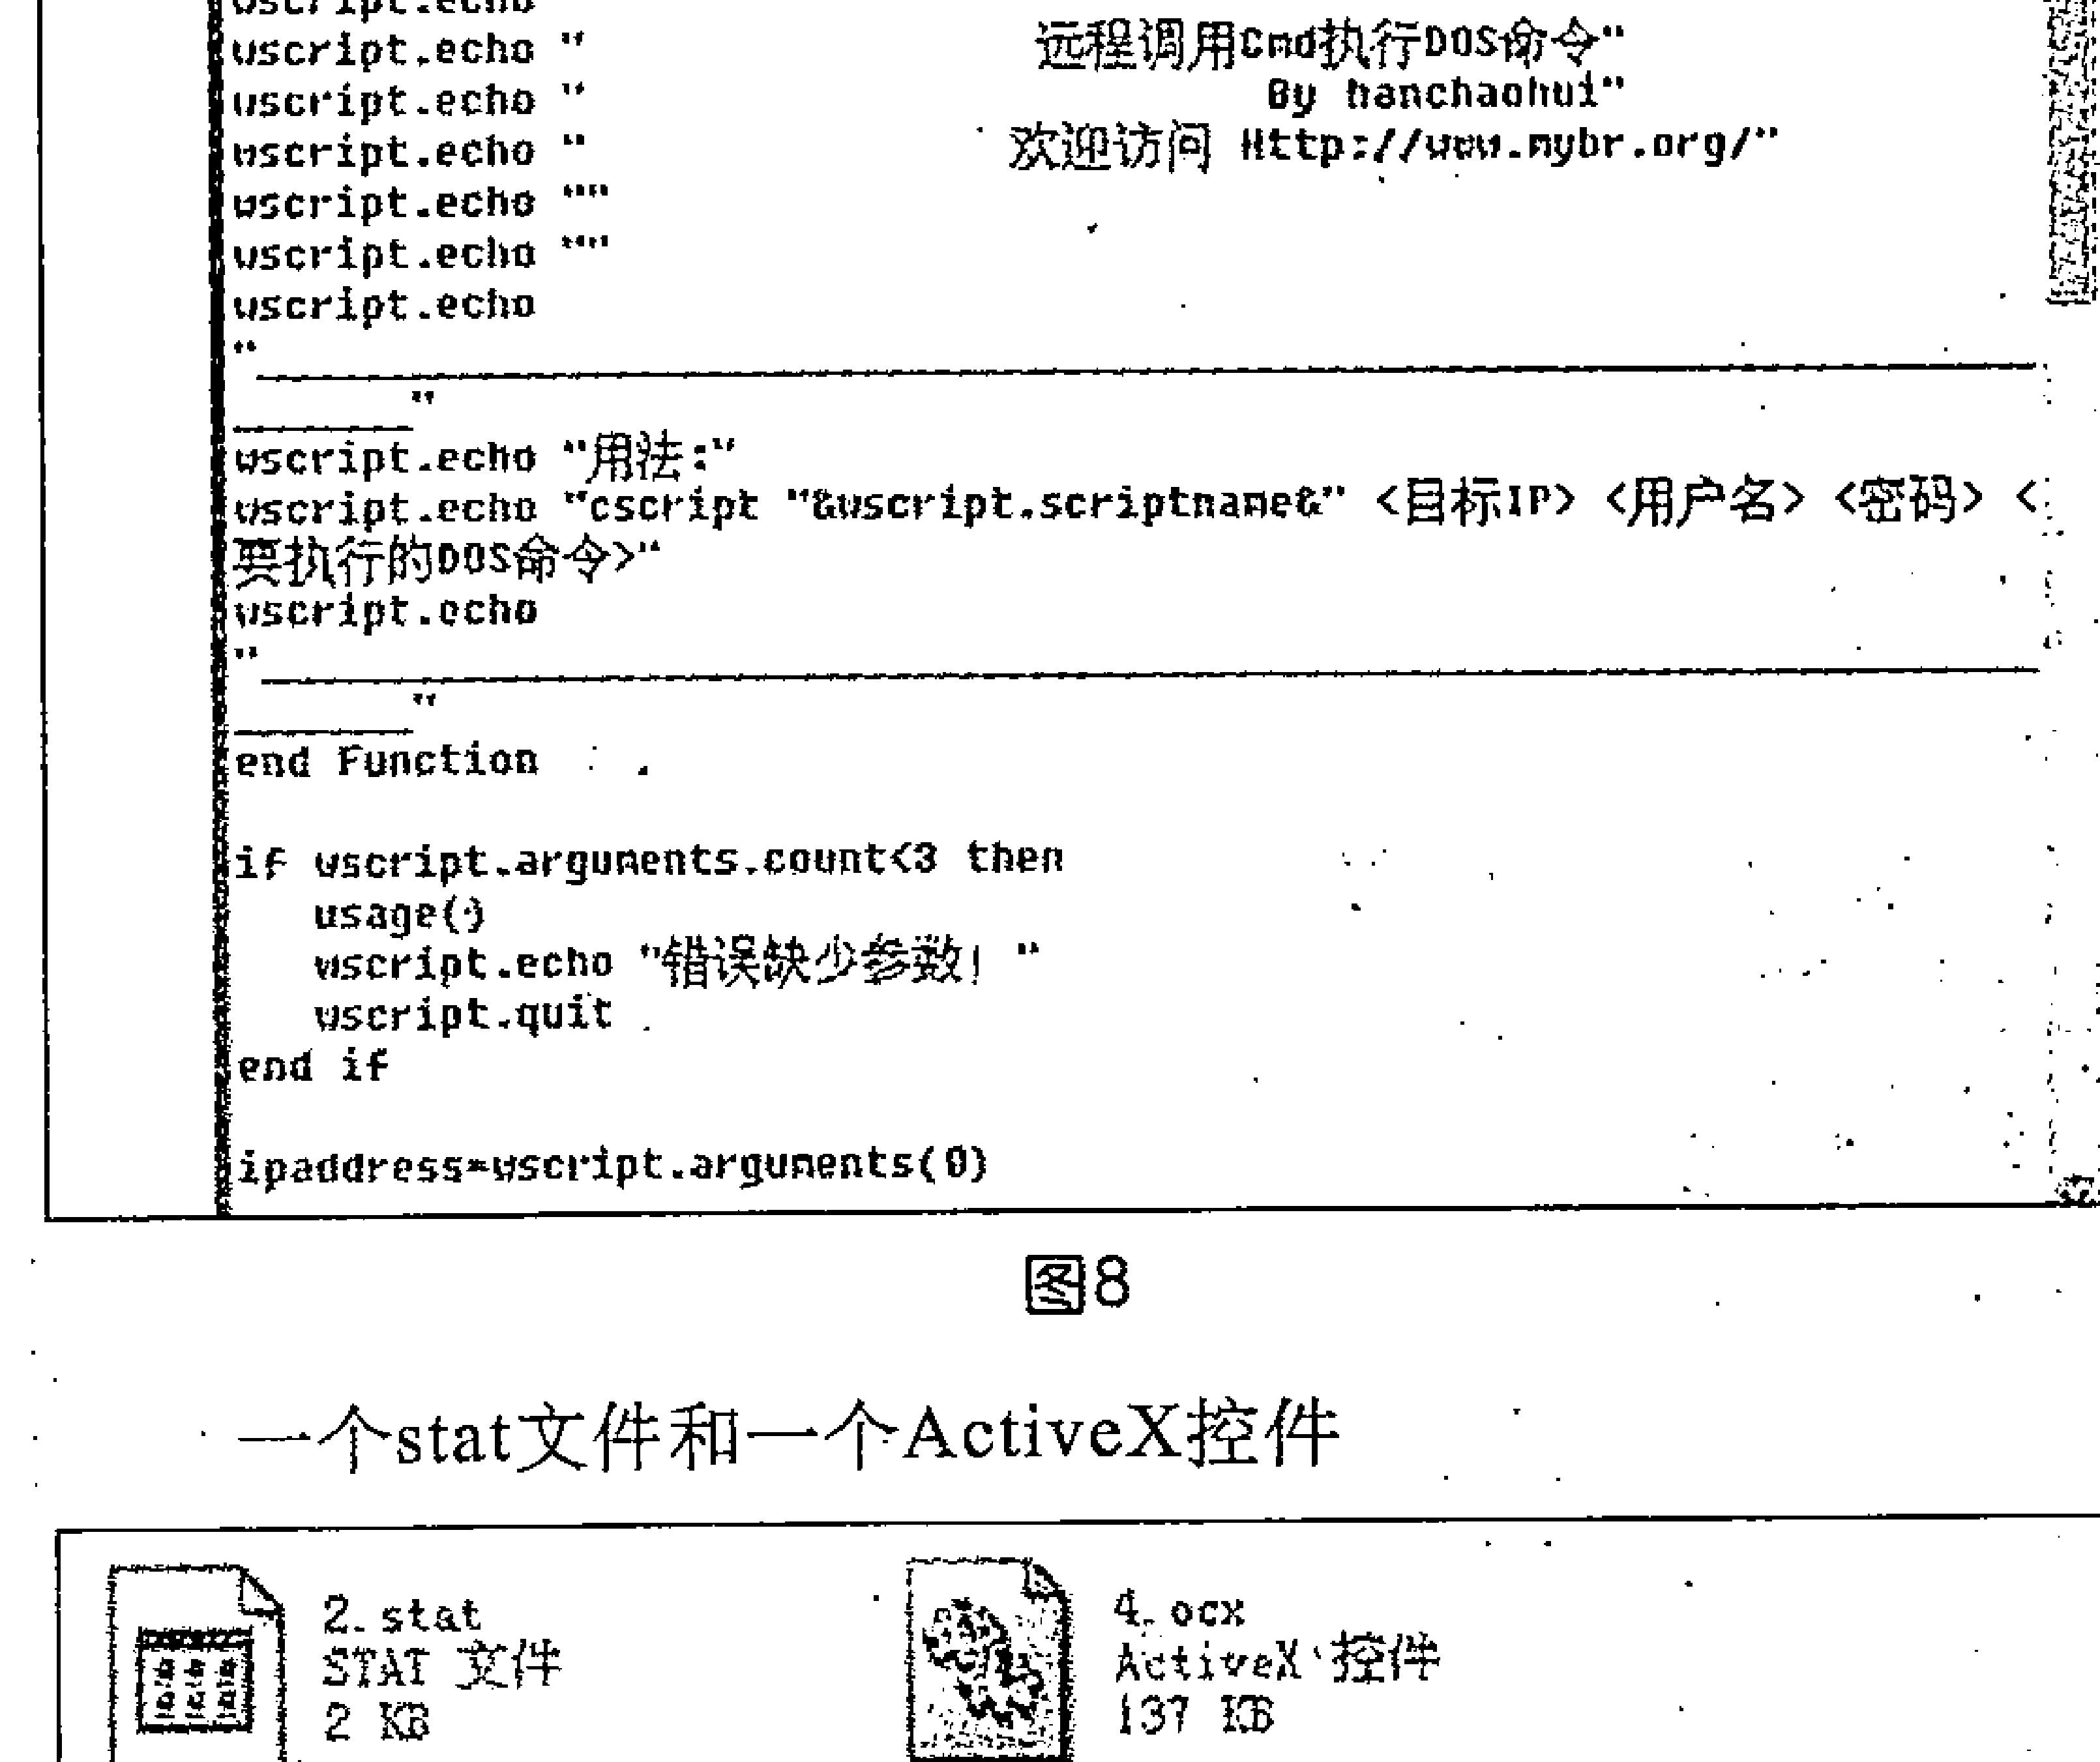 wscript.echo
wscript.echo " 远程调用Cmd执行DOS命令"
wscript.echo " By hanchaohui"
wscript.echo " 欢迎访问 Http://www.mybr.org/"
wscript.echo ""
wscript.echo ""
wscript.echo
"
"
wscript.echo "用法:"
wscript.echo "cscript "&wscript.scriptname&" <目标IP> <用户名> <密码> <
要执行的DOS命令>"
wscript.echo
"
"
end Function
if wscript.arguments.count<3 then
usage()
wscript.echo "错误缺少参数! "
wscript.quit
end if
ipaddress=wscript.arguments(0)
图8
一个stat文件和一个ActiveX控件
2.stat
STAT 文件
2 KB
4.ocx
ActiveX 控件
137 KB